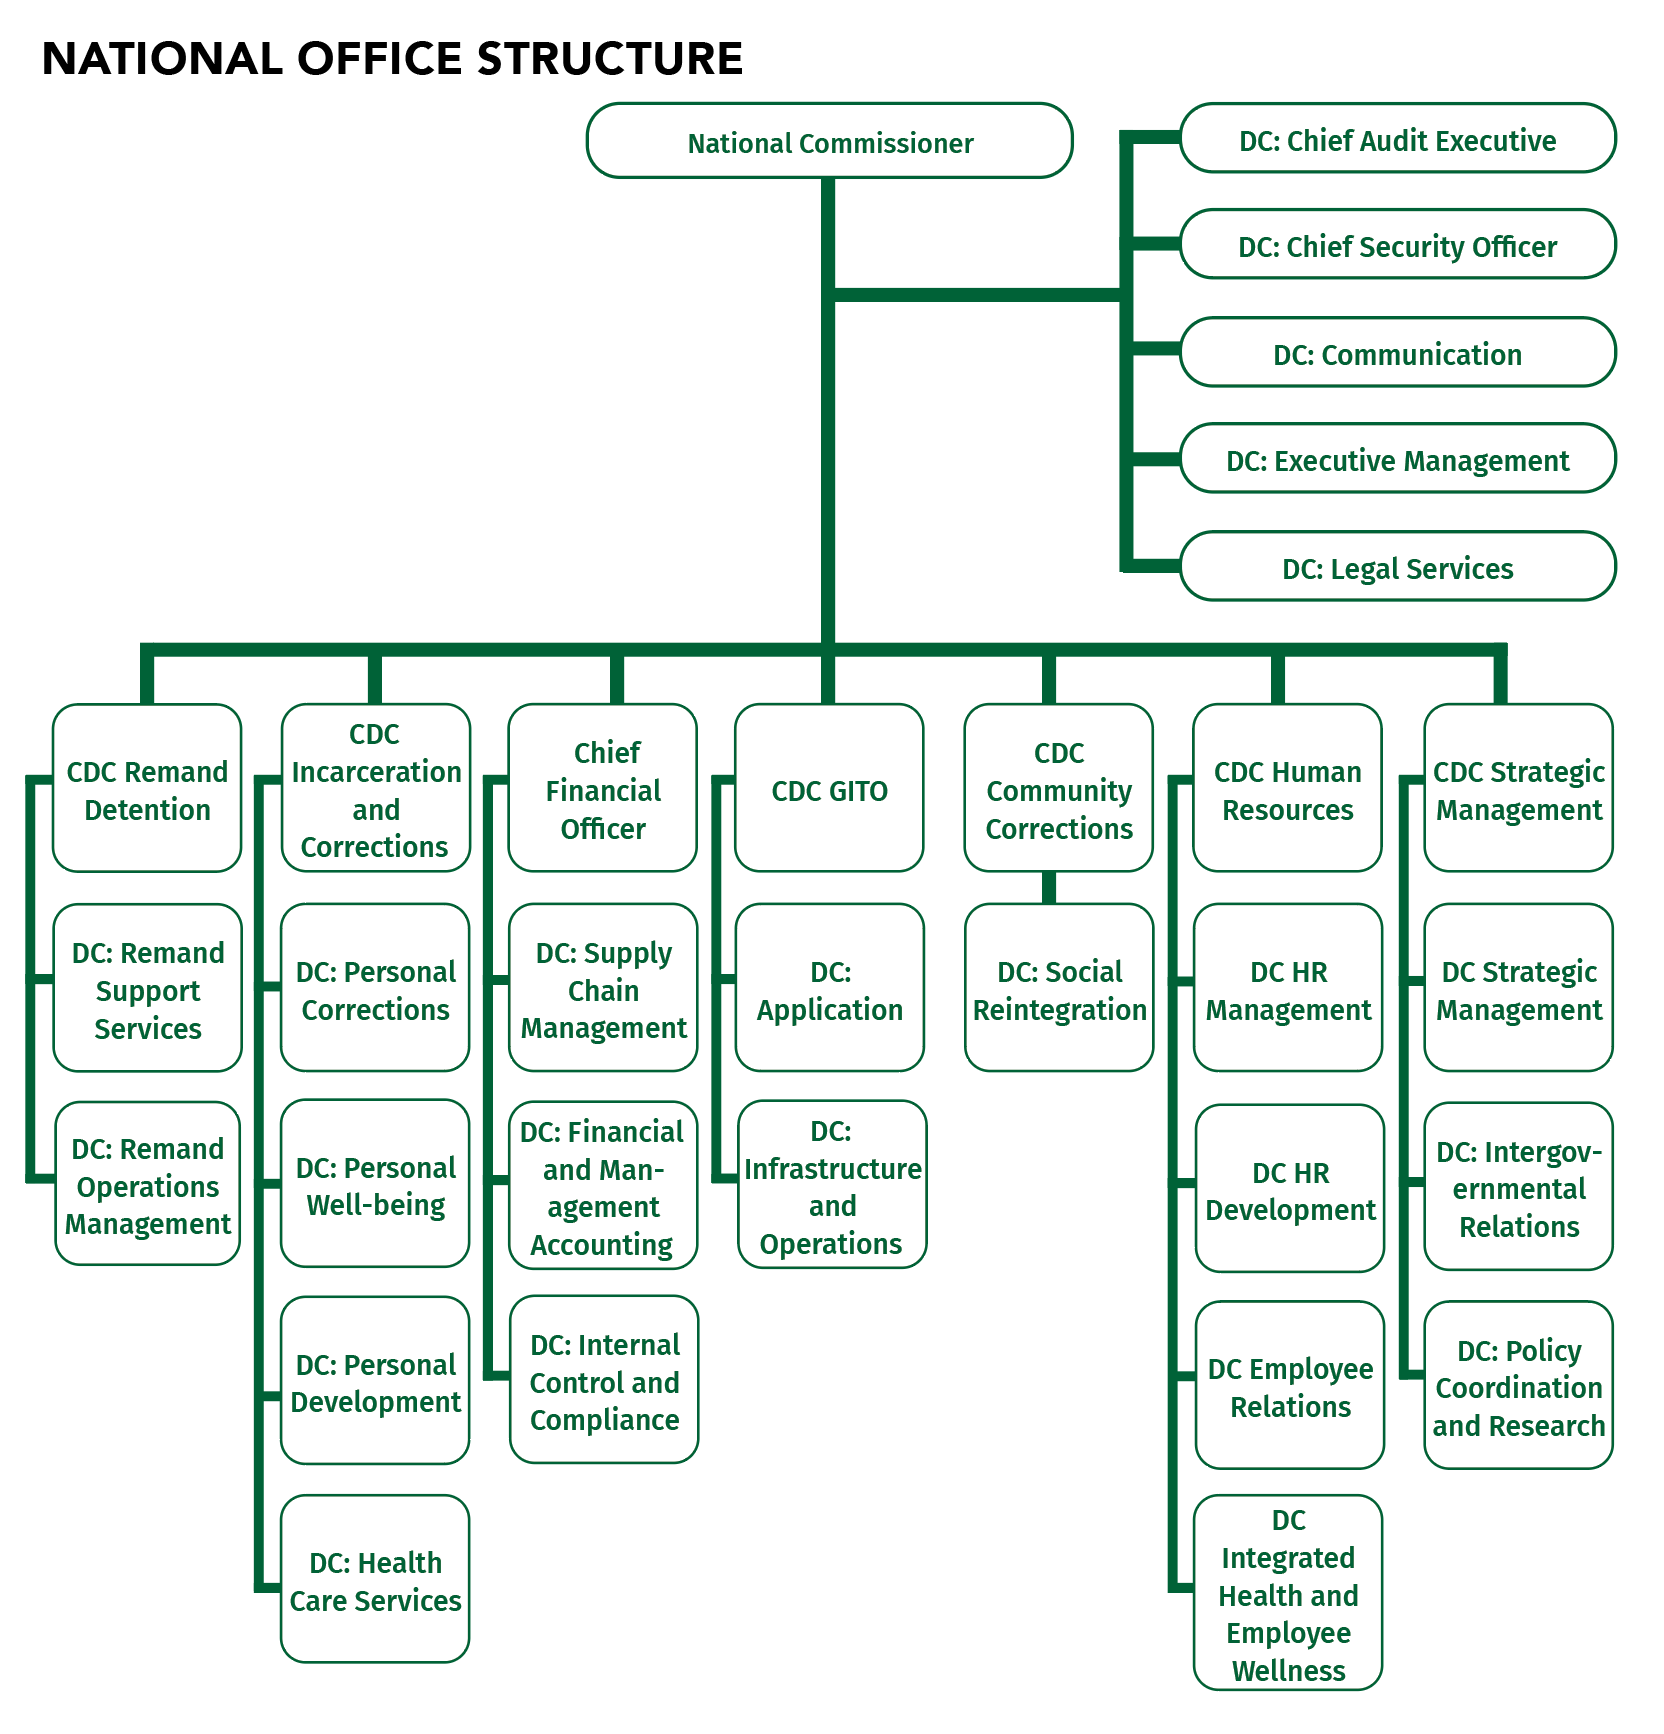 NATIONAL OFFICE STRUCTURE
National Commissioner
DC: Chief Audit Executive
DC: Chief Security Officer
DC: Communication
DC: Executive Management
DC: Legal Services
CDC Remand
Detention
DC: Remand
Support
Services
DC: Remand
Operations
Management
CDC
Incarceration
and
Corrections
DC: Personal
Corrections
DC: Personal
Well-being
DC: Personal
Development
DC: Health
Care Services
Chief
Financial
Officer
DC: Supply
Chain
Management
DC: Financial
and Man-
agement
Accounting
DC: Internal
Control and
Compliance
CDC GITO
DC:
Application
DC:
Infrastructure
and
Operations
CDC
Community
Corrections
DC: Social
Reintegration
CDC Human
Resources
DC HR
Management
DC HR
Development
DC Employee
Relations
DC
Integrated
Health and
Employee
Wellness
CDC Strategic
Management
DC Strategic
Management
DC: Intergov-
ernmental
Relations
DC: Policy
Coordination
and Research